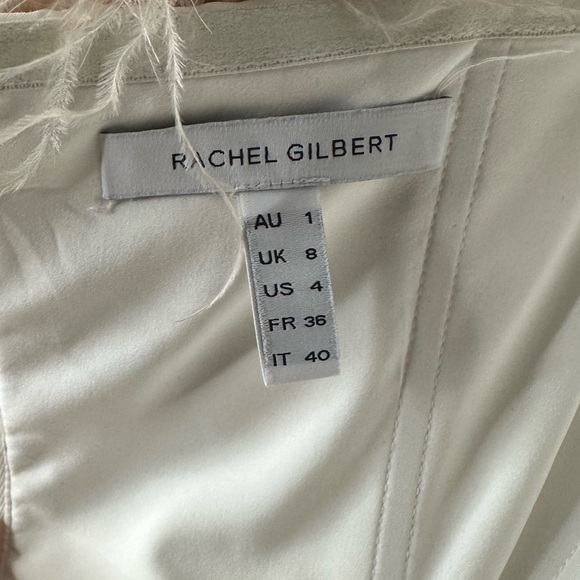 RACHEL GILBERT
AU 1
UK 8
US 4
FR 36
IT 40